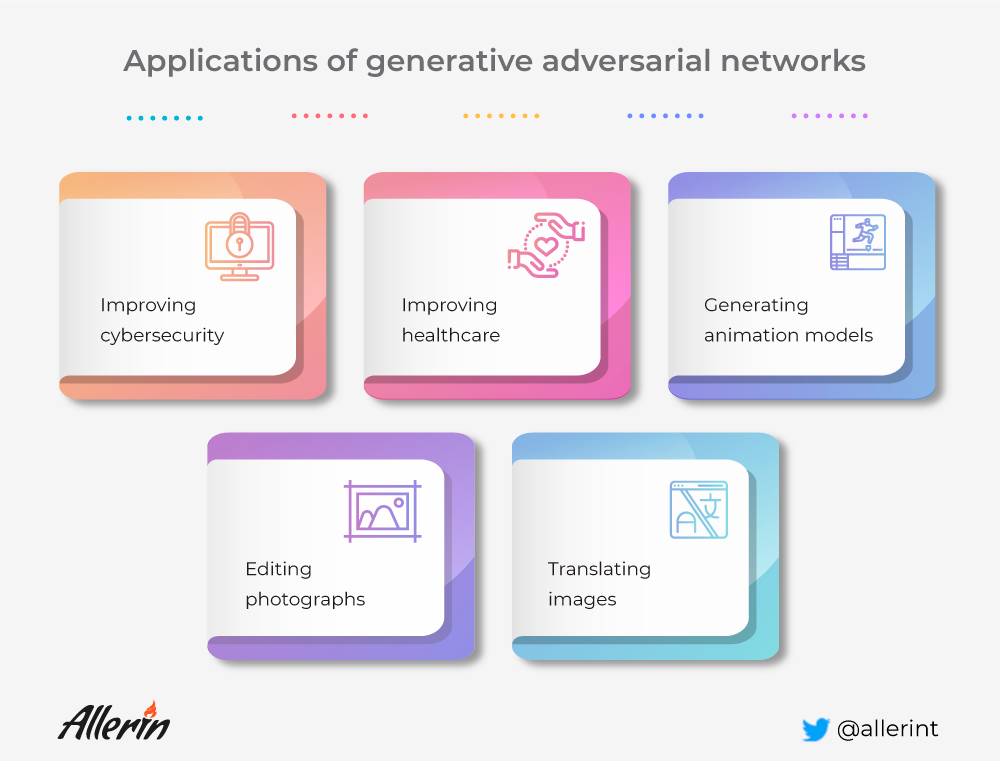 Applications of generative adversarial networks
Improving
cybersecurity
Improving
healthcare
Generating
animation models
Editing
photographs
A 文
Translating
images
Allerin
@allerint